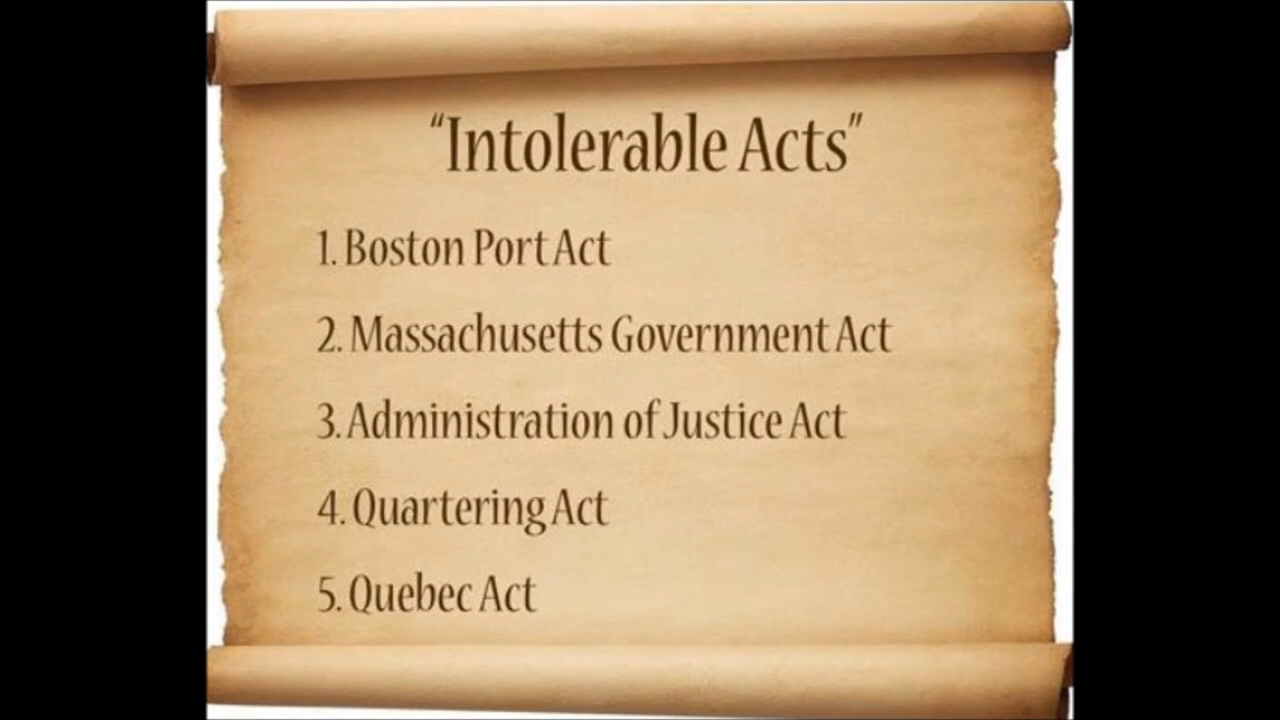 “Intolerable Acts”
1. Boston Port Act
2. Massachusetts Government Act
3. Administration of Justice Act
4. Quartering Act
5. Quebec Act